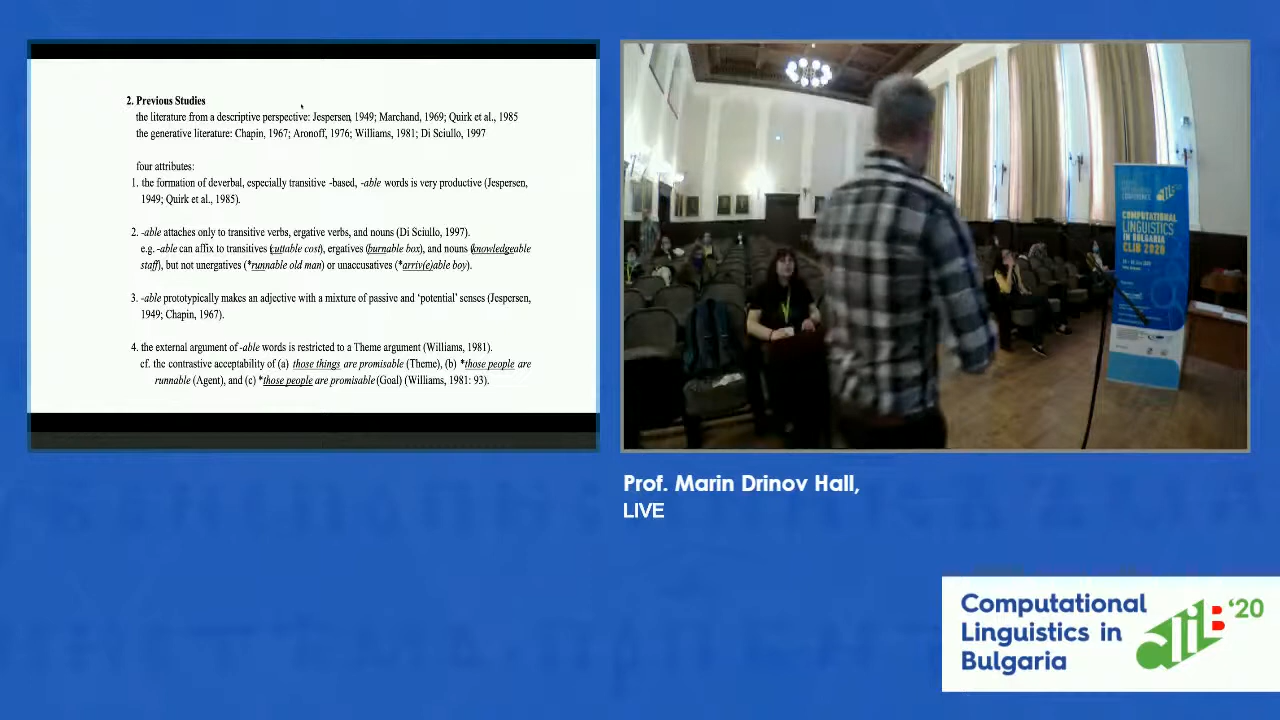 2. Previous Studies
the literature from a descriptive perspective: Jespersen, 1949; Marchand, 1969; Quirk et al., 1985
the generative literature: Chapin, 1967; Aronoff, 1976; Williams, 1981; Di Sciullo, 1997
four attributes:
1. the formation of deverbal, especially transitive -based, -able words is very productive (Jespersen,
1949; Quirk et al., 1985).
2. -able attaches only to transitive verbs, ergative verbs, and nouns (Di Sciullo, 1997).
e.g. -able can affix to transitives (cuttable cost), ergatives (burnable box), and nouns (knowledgeable
staff), but not unergatives (*runnable old man) or unaccusatives (*arriv(e)able boy).
3. -able prototypically makes an adjective with a mixture of passive and ‘potential’ senses (Jespersen,
1949; Chapin, 1967).
4. the external argument of -able words is restricted to a Theme argument (Williams, 1981).
cf. the contrastive acceptability of (a) those things are promisable (Theme), (b) *those people are
runnable (Agent), and (c) *those people are promisable (Goal) (Williams, 1981: 93).
COMPUTATIONAL
LINGUISTICS
IN BULGARIA
CLIB 2020
Prof. Marin Drinov Hall,
LIVE
Computational
Linguistics in
Bulgaria
clib '20